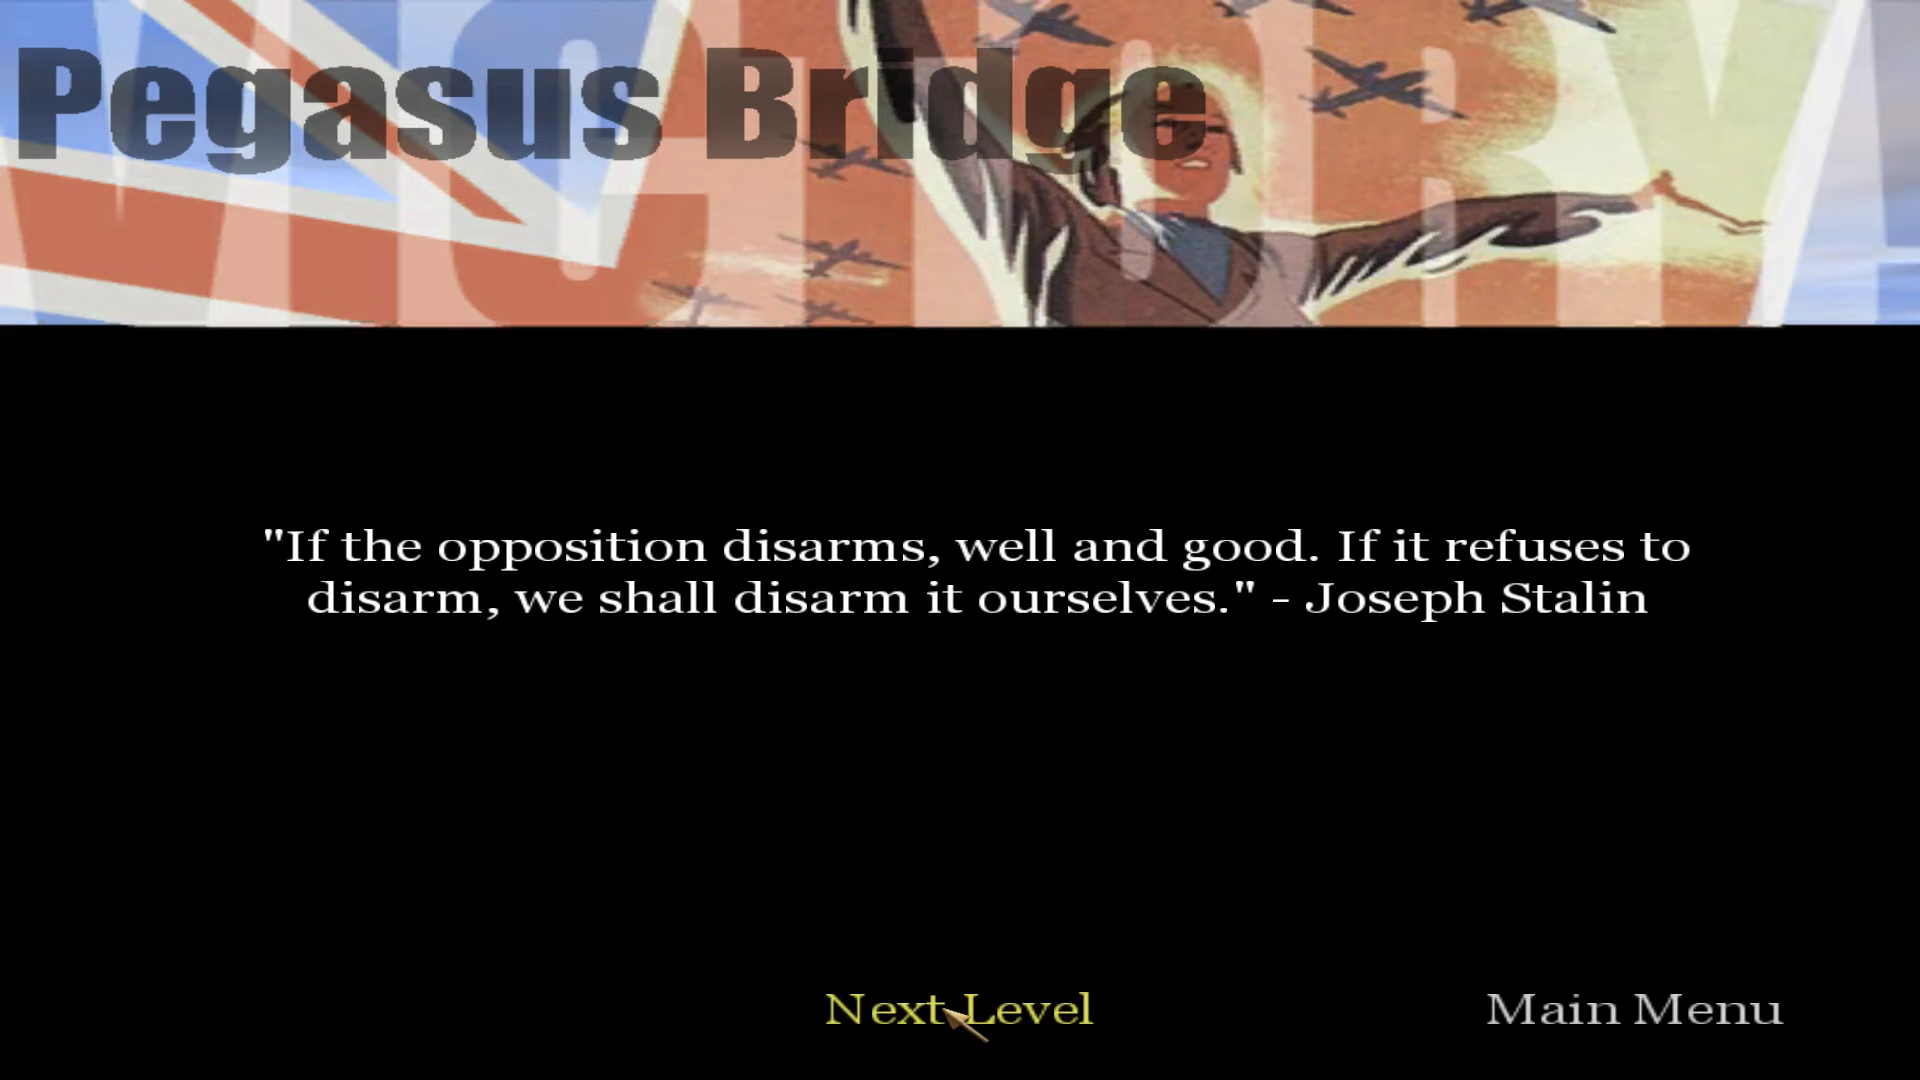 VICTORY
Pegasus Bridge
"If the opposition disarms, well and good. If it refuses to
disarm, we shall disarm it ourselves." - Joseph Stalin
Next Level
Main Menu